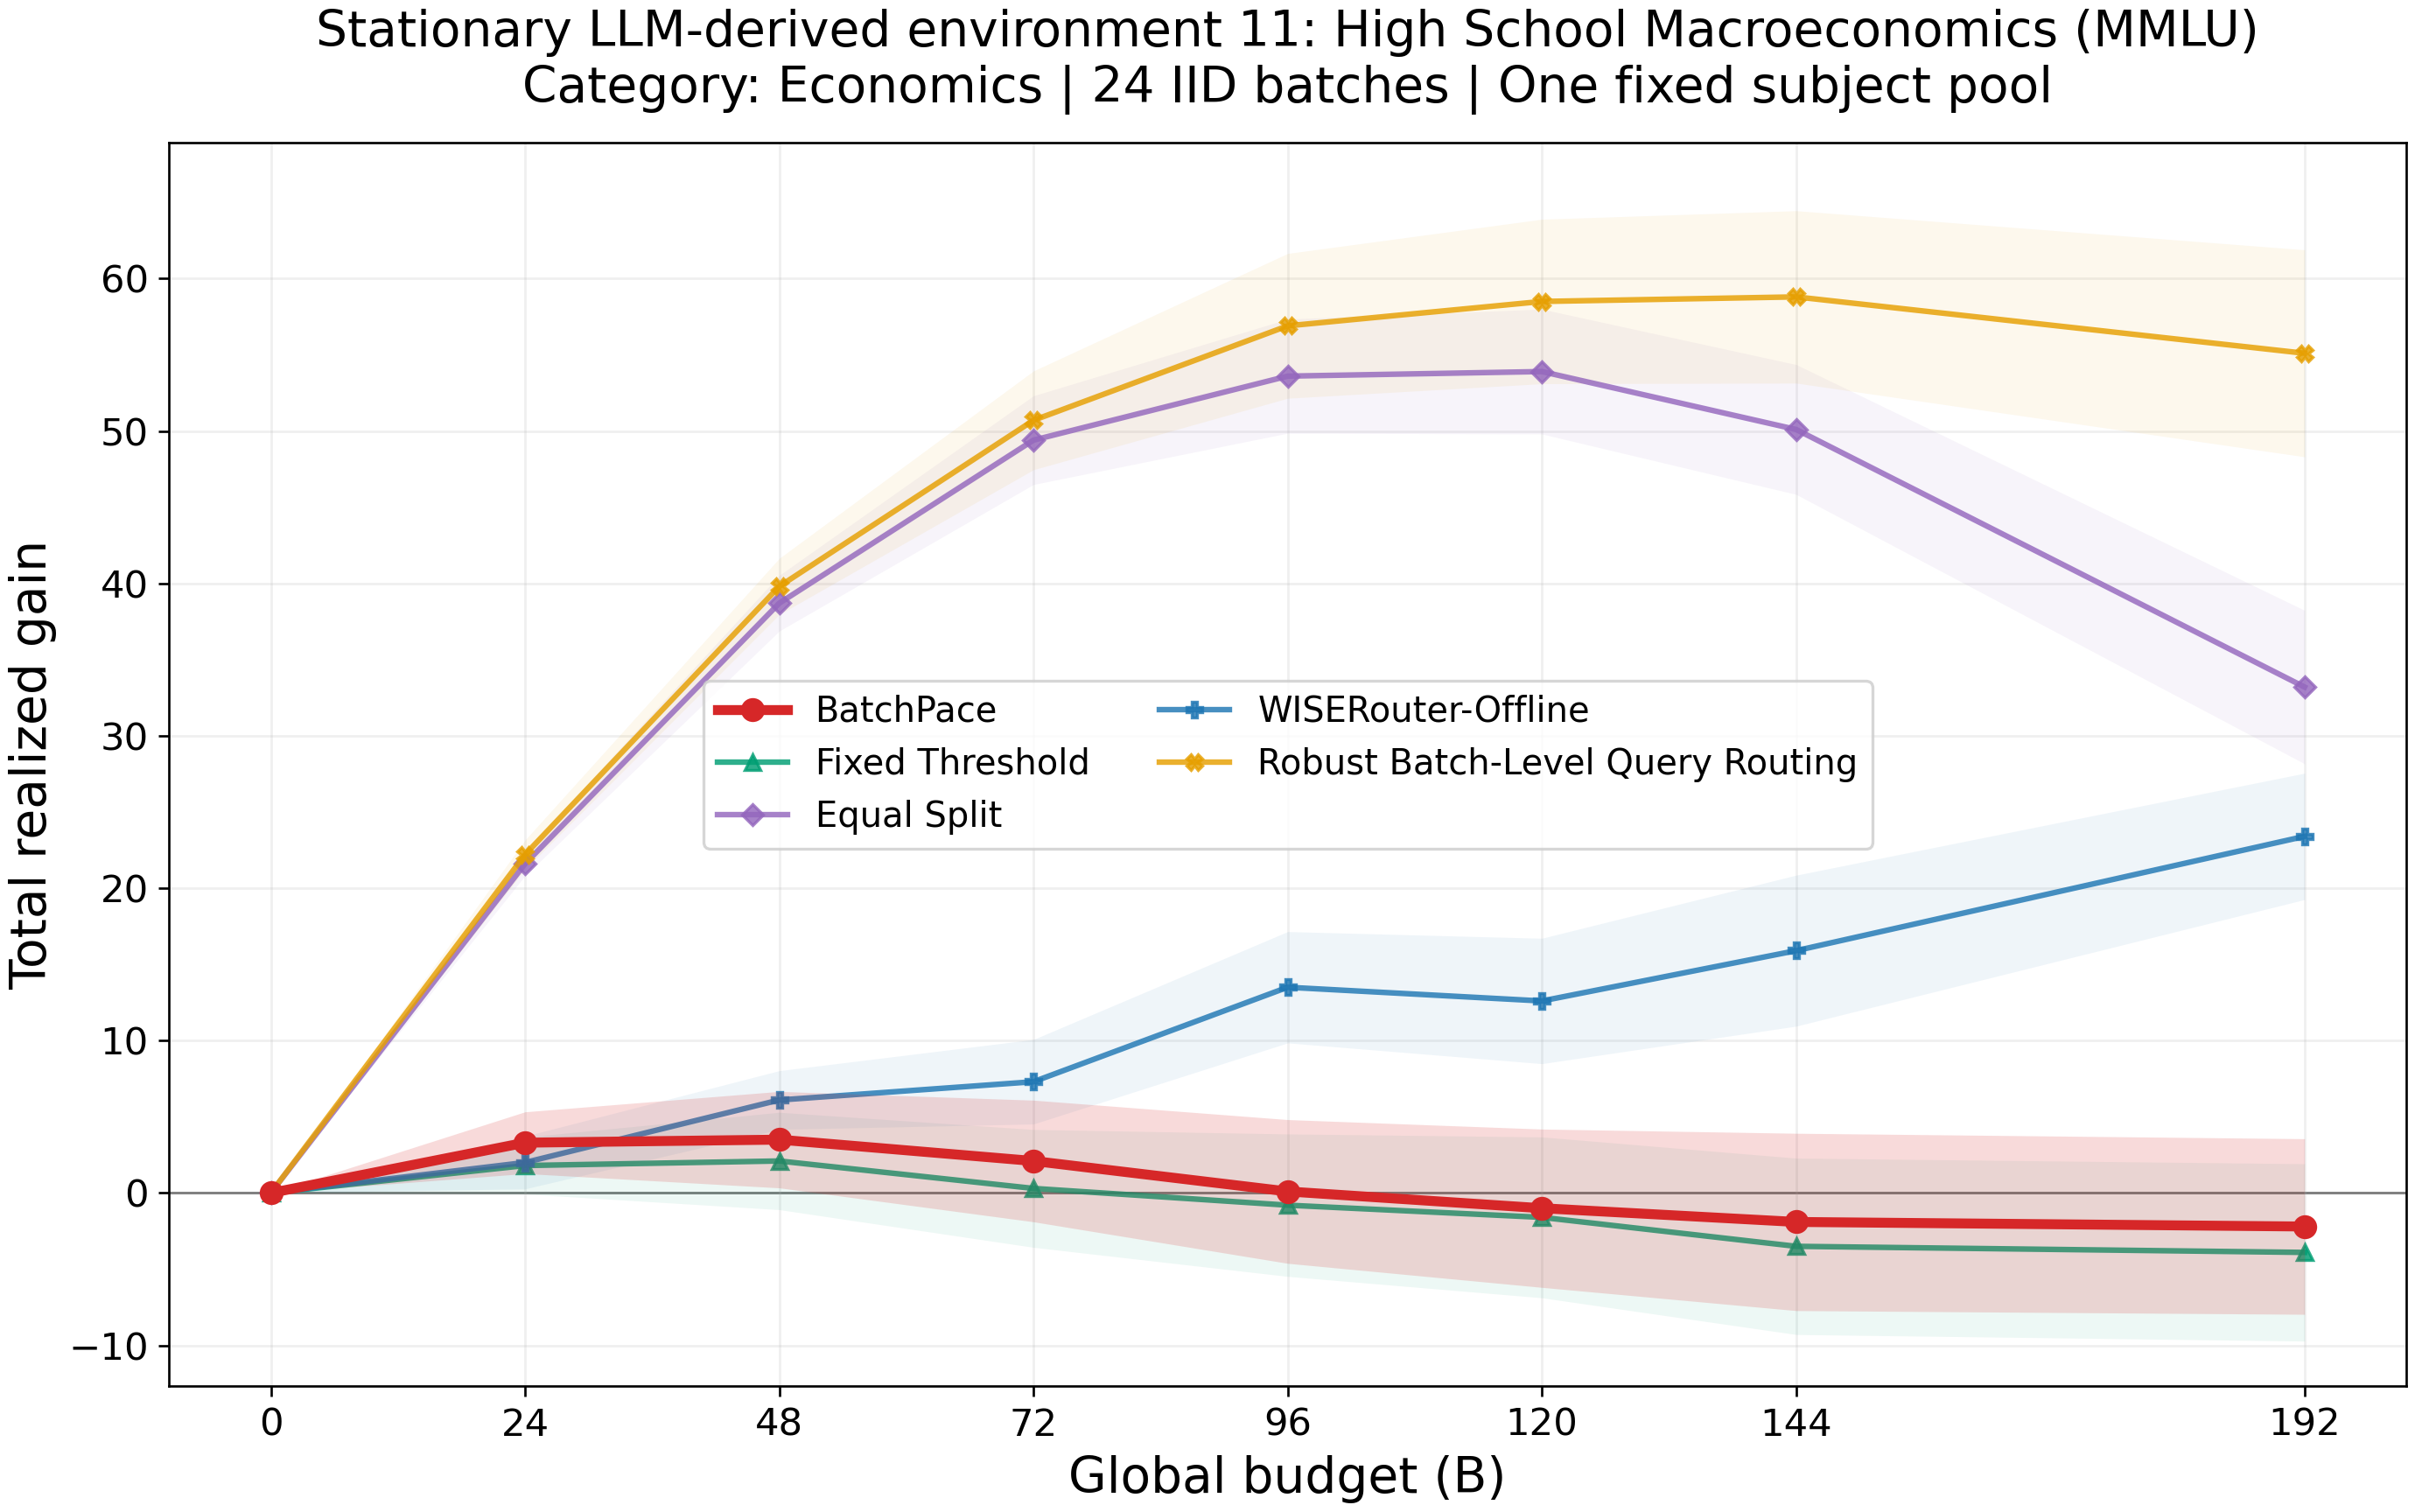 Stationary LLM-derived environment 11: High School Macroeconomics (MMLU)
Category: Economics | 24 IID batches | One fixed subject pool
Total realized gain
60
50
40
30
20
10
0
−10
BatchPace
Fixed Threshold
Equal Split
WISERouter-Offline
Robust Batch-Level Query Routing
0 24 48 72 96 120 144 192
Global budget (B)